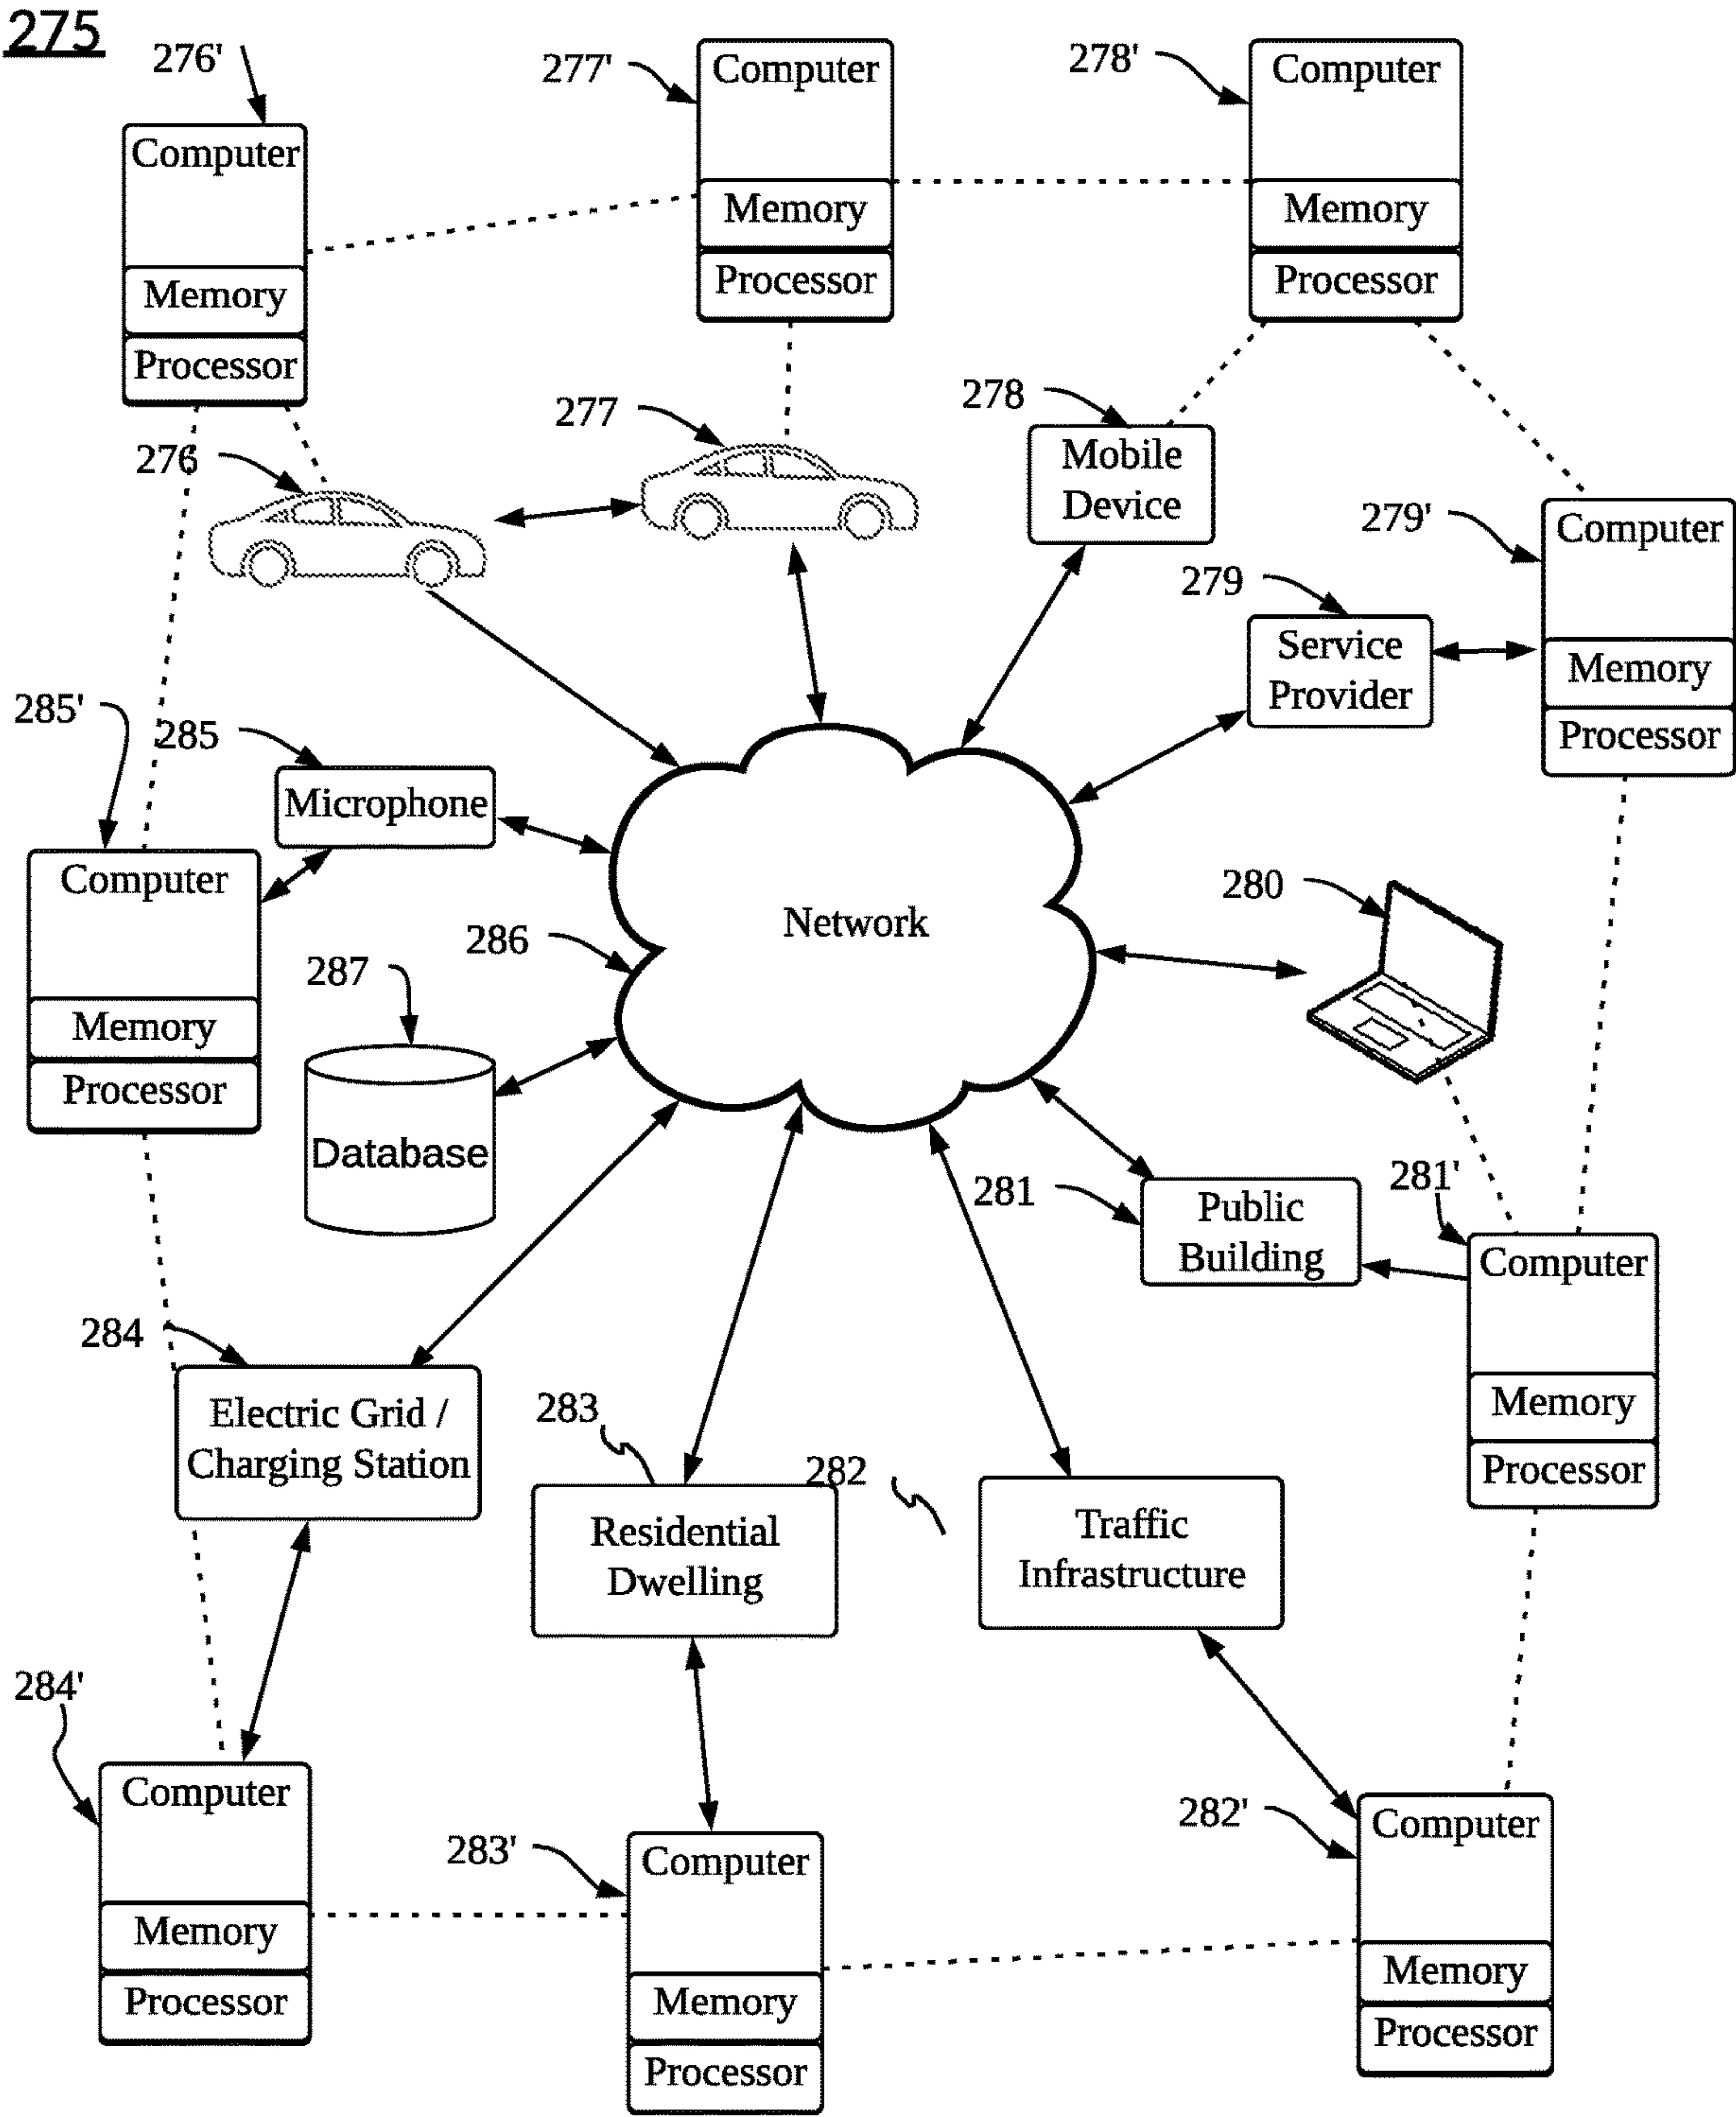 275
276'
277'
278'
Computer
Memory
Processor
Computer
Memory
Processor
Computer
Memory
Processor
276
277
278
Mobile
Device
279'
Computer
Memory
Processor
279
Service
Provider
285'
285
Microphone
Computer
Memory
Processor
286
Network
280
287
Database
281
Public
Building
281'
Computer
Memory
Processor
284
Electric Grid /
Charging Station
283
Residential
Dwelling
282
Traffic
Infrastructure
284'
Computer
Memory
Processor
283'
Computer
Memory
Processor
282'
Computer
Memory
Processor